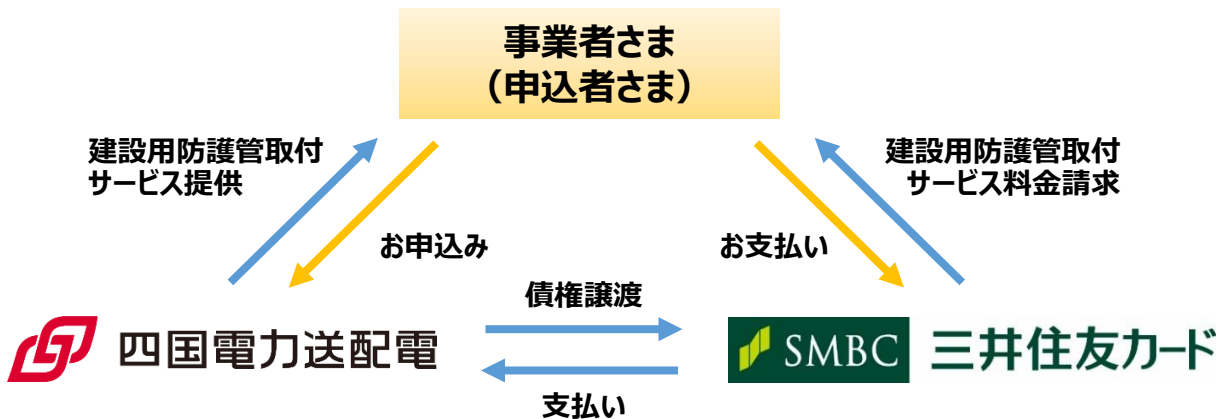 事業者さま
（申込者さま）
建設用防護管取付
サービス提供
建設用防護管取付
サービス料金請求
お申込み
お支払い
債権譲渡
四国電力送配電
SMBC 三井住友カード
支払い